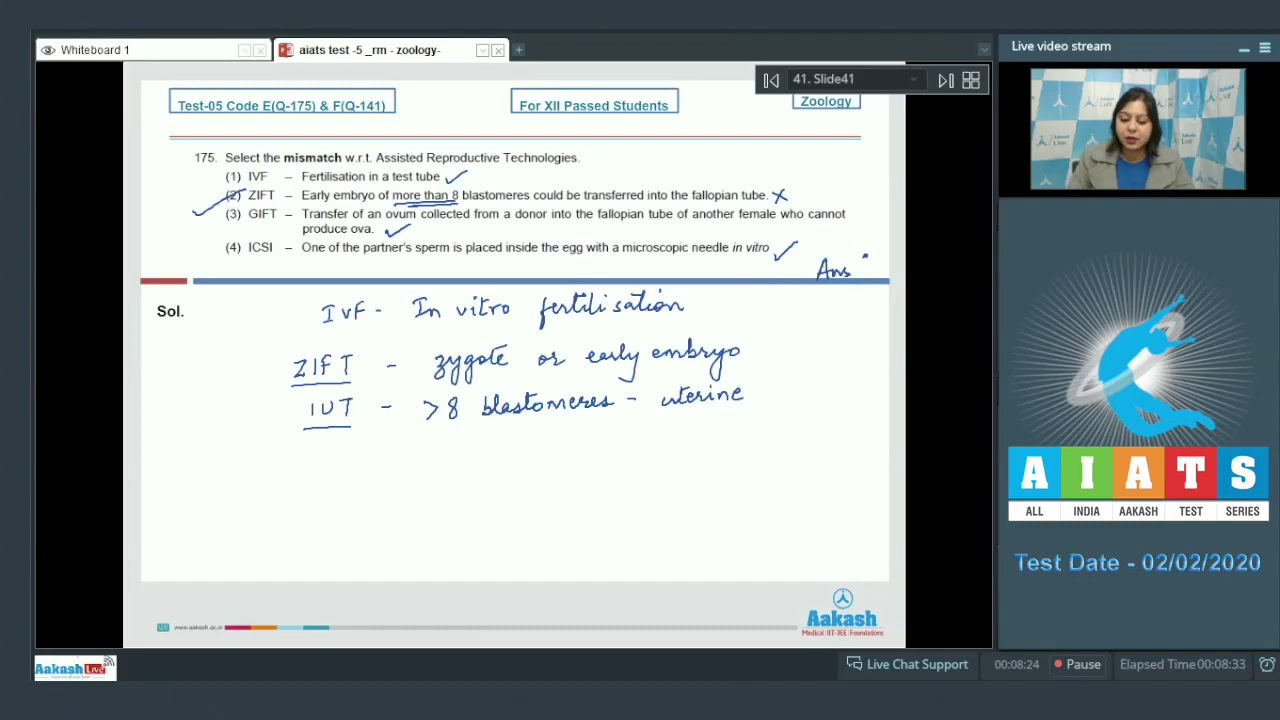 Whiteboard 1
aiats test -5 _rm - zoology-
Live video stream
41. Slide41
Test-05 Code E(Q-175) & F(Q-141)
For XII Passed Students
Zoology
175. Select the mismatch w.r.t. Assisted Reproductive Technologies.
(1) IVF – Fertilisation in a test tube
(2) ZIFT – Early embryo of more than 8 blastomeres could be transferred into the fallopian tube.
(3) GIFT – Transfer of an ovum collected from a donor into the fallopian tube of another female who cannot
produce ova.
(4) ICSI – One of the partner's sperm is placed inside the egg with a microscopic needle in vitro
Ans
Sol.
IVF - In vitro fertilisation
ZIFT - zygote or early embryo
IUT - >8 blastomeres - uterine
AIATS
ALL INDIA AAKASH TEST SERIES
Test Date - 02/02/2020
www.aakash.ac.in
Aakash
Medical|IIT-JEE|Foundations
Aakash Live
Live Chat Support
00:08:24
Pause
Elapsed Time 00:08:33